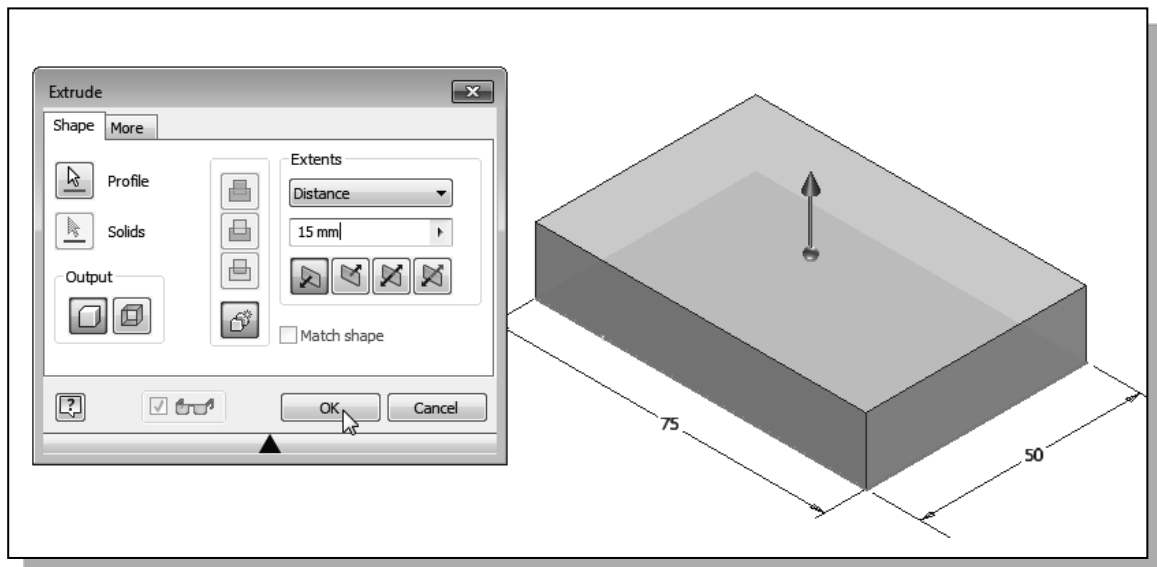 Extrude
Shape More
Profile
Solids
Output
Extents
Distance
15 mm
Match shape
?
OK Cancel
75
50